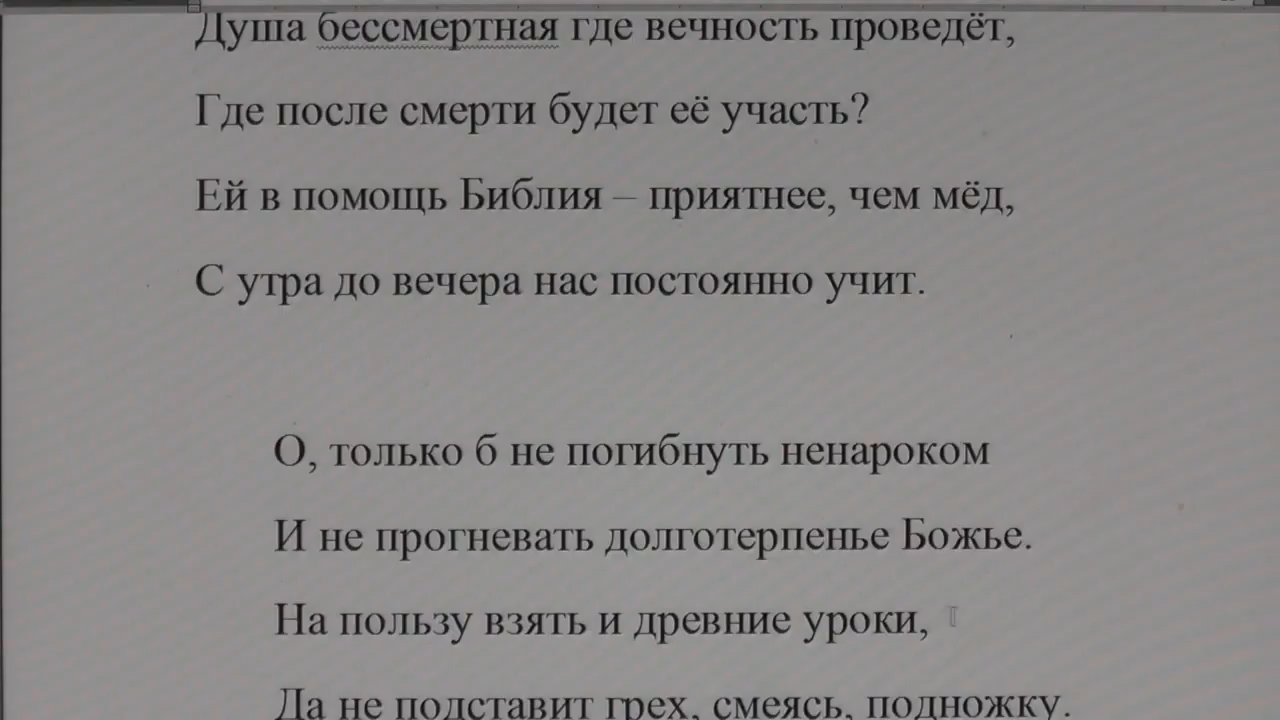 Душа бессмертная где вечность проведёт,
Где после смерти будет её участь?
Ей в помощь Библия – приятнее, чем мёд,
С утра до вечера нас постоянно учит.
О, только б не погибнуть ненароком
И не прогневать долготерпенье Божье.
На пользу взять и древние уроки,
Да не подставит грех, смеясь, подножку.